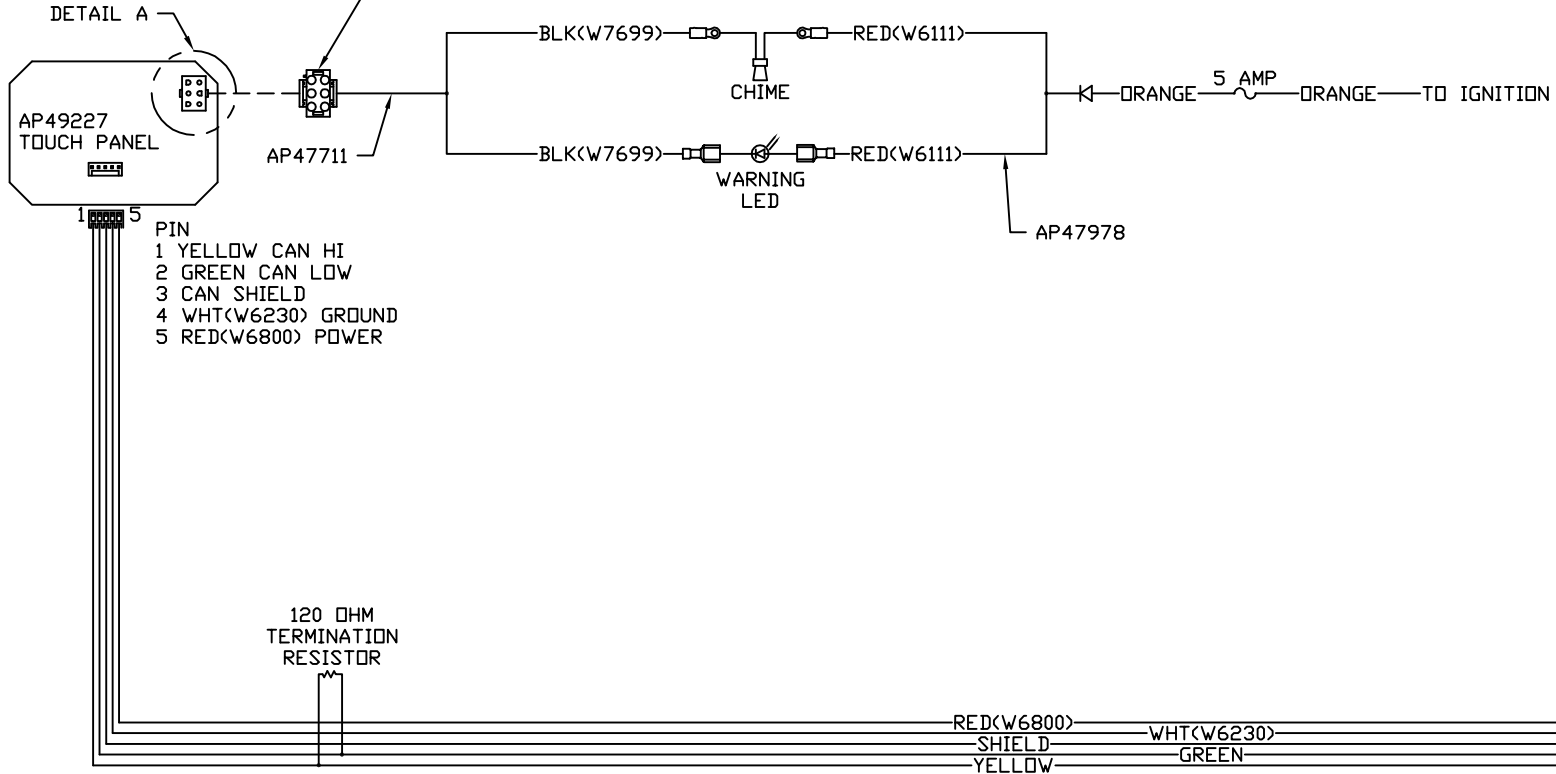 DETAIL A
BLK(W7699)
RED(W6111)
CHIME
5 AMP
ORANGE
ORANGE
TO IGNITION
AP49227
TOUCH PANEL
AP47711
BLK(W7699)
RED(W6111)
WARNING
LED
AP47978
1
5
PIN
1 YELLOW CAN HI
2 GREEN CAN LOW
3 CAN SHIELD
4 WHT(W6230) GROUND
5 RED(W6800) POWER
120 OHM
TERMINATION
RESISTOR
RED(W6800)
WHT(W6230)
SHIELD
GREEN
YELLOW